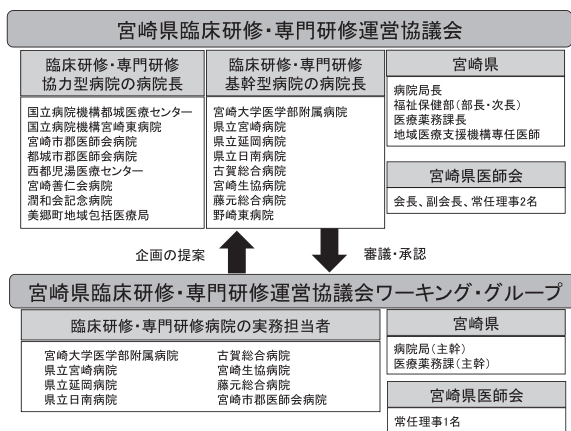 宮崎県臨床研修・専門研修運営協議会
臨床研修・専門研修
協力型病院の病院長
国立病院機構都城医療センター
国立病院機構宮崎東病院
宮崎市郡医師会病院
都城市郡医師会病院
西都児湯医療センター
宮崎善仁会病院
潤和会記念病院
美郷町地域包括医療局
臨床研修・専門研修
基幹型病院の病院長
宮崎大学医学部附属病院
県立宮崎病院
県立延岡病院
県立日南病院
古賀総合病院
宮崎生協病院
藤元総合病院
野崎東病院
宮崎県
病院局長
福祉保健部(部長・次長)
医療薬務課長
地域医療支援機構専任医師
宮崎県医師会
会長、副会長、常任理事2名
企画の提案
審議・承認
宮崎県臨床研修・専門研修運営協議会ワーキング・グループ
臨床研修・専門研修病院の実務担当者
宮崎大学医学部附属病院
県立宮崎病院
県立延岡病院
県立日南病院
古賀総合病院
宮崎生協病院
藤元総合病院
宮崎市郡医師会病院
宮崎県
病院局(主幹)
医療薬務課(主幹)
宮崎県医師会
常任理事1名